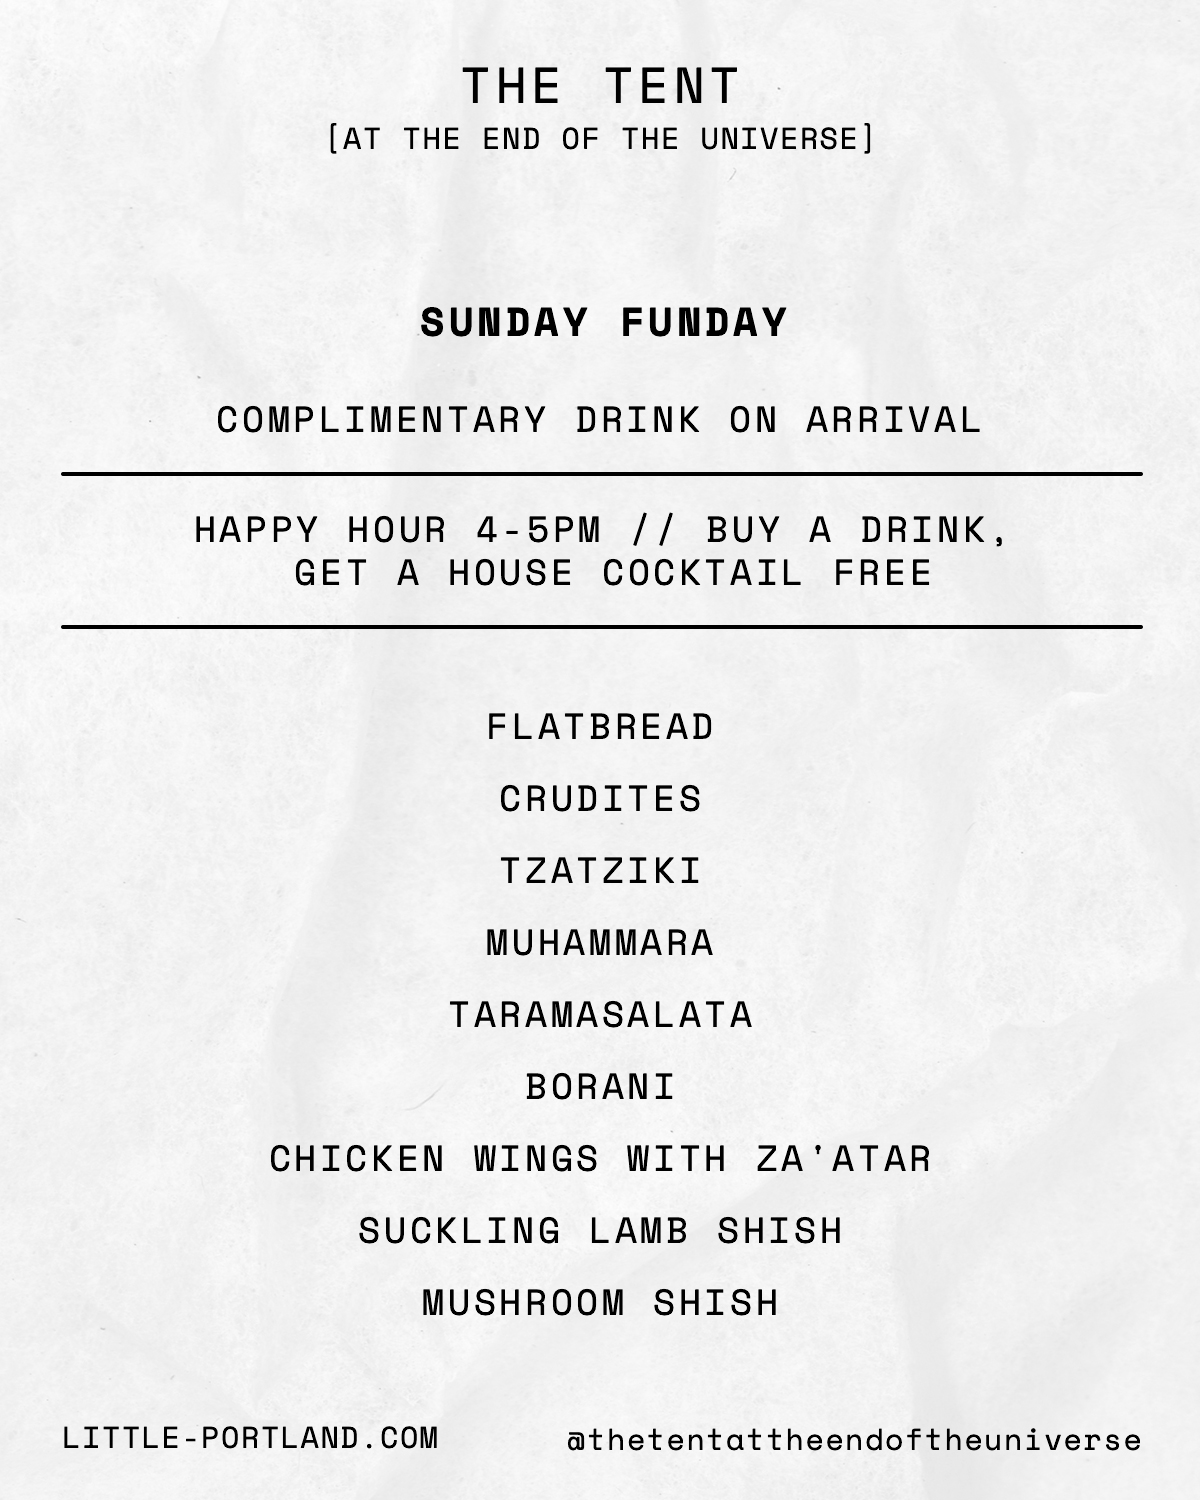 THE TENT
[AT THE END OF THE UNIVERSE]
SUNDAY FUNDAY
COMPLIMENTARY DRINK ON ARRIVAL
HAPPY HOUR 4-5PM // BUY A DRINK,
GET A HOUSE COCKTAIL FREE
FLATBREAD
CRUDITES
TZATZIKI
MUHAMMARA
TARAMASALATA
BORANI
CHICKEN WINGS WITH ZA'ATAR
SUCKLING LAMB SHISH
MUSHROOM SHISH
LITTLE-PORTLAND.COM
@thetentattheendoftheuniverse